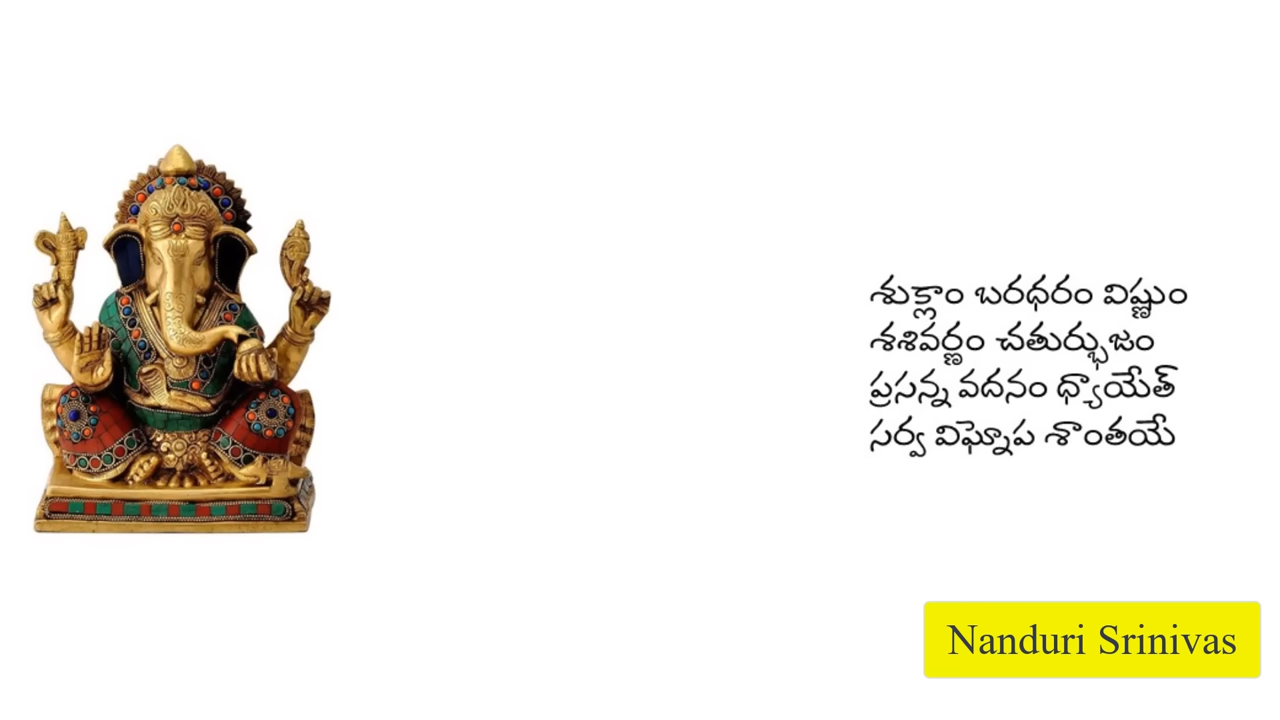 శుక్లాం బరధరం విష్ణుం
శశివర్ణం చతుర్భుజం
ప్రసన్న వదనం ధ్యాయేత్
సర్వ విఘ్నోప శాంతయే
Nanduri Srinivas